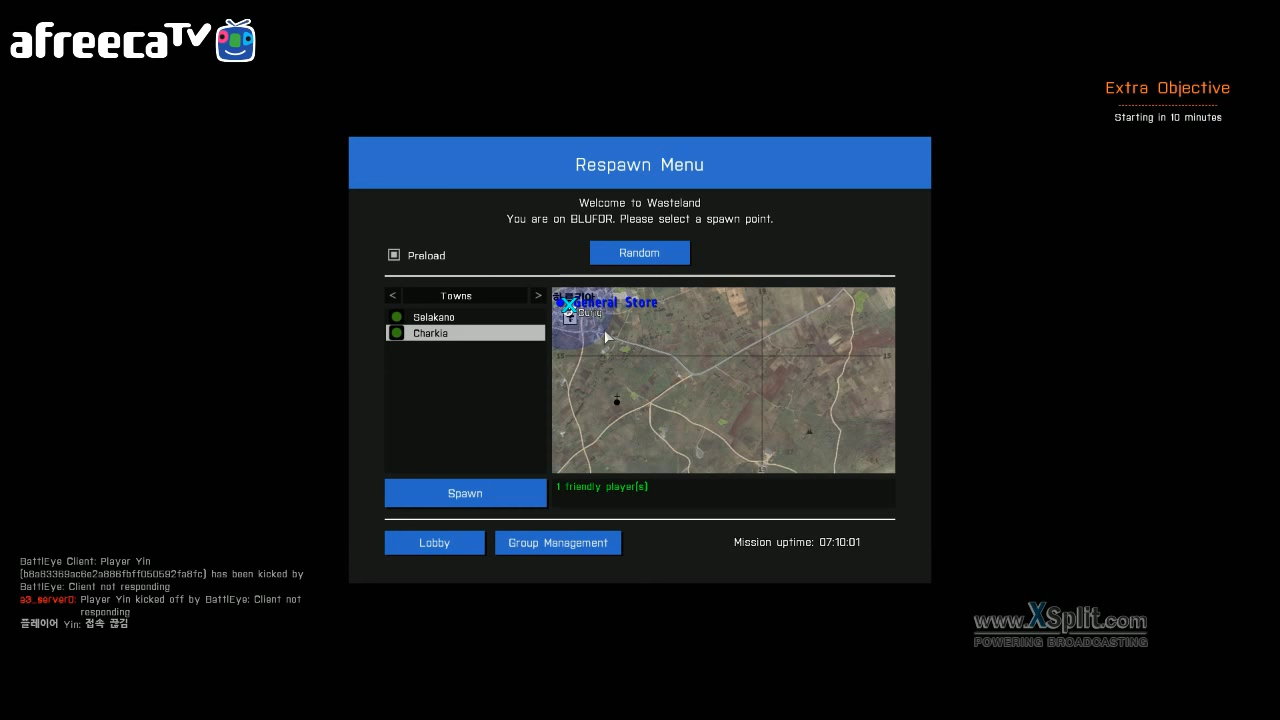 afreecaTV
Extra Objective
Starting in 10 minutes
Respawn Menu
Welcome to Wasteland
You are on BLUFOR. Please select a spawn point.
Preload
Random
< Towns >
Selakano
Charkia
General Store
15
15
Spawn
1 friendly player(s)
Lobby
Group Management
Mission uptime: 07:10:01
BattlEye Client: Player Yin
(b8a83369ac6e2a886fbff050592fa8fc) has been kicked by
BattlEye: Client not responding
a3_server0: Player Yin kicked off by BattlEye: Client not
responding
플레이어 Yin: 접속 끊김
www.XSplit.com
POWERING BROADCASTING